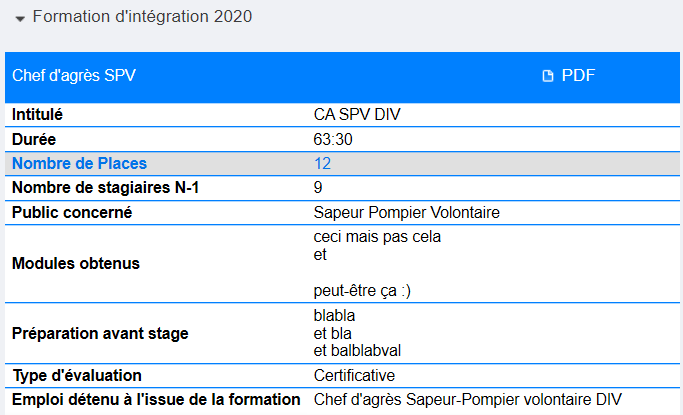 Formation d'intégration 2020
Chef d'agrès SPV PDF
Intitulé CA SPV DIV
Durée 63:30
Nombre de Places 12
Nombre de stagiaires N-1 9
Public concerné Sapeur Pompier Volontaire
Modules obtenus
ceci mais pas cela
et
peut-être ça :)
Préparation avant stage
blabla
et bla
et balblabval
Type d'évaluation Certificative
Emploi détenu à l'issue de la formation Chef d'agrès Sapeur-Pompier volontaire DIV